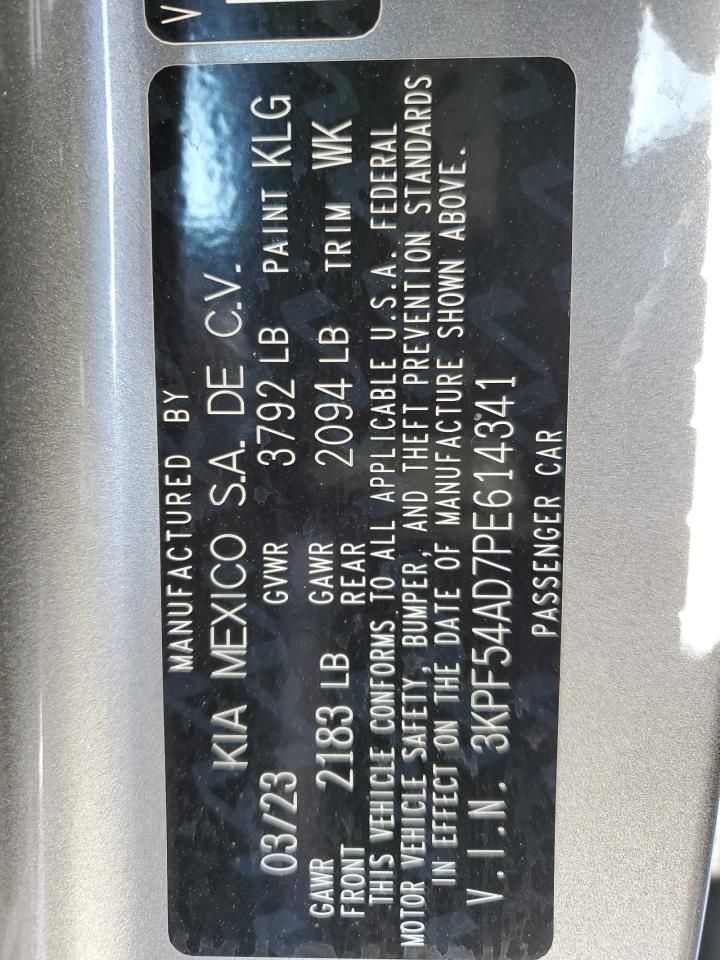 V
MANUFACTURED BY
KIA MEXICO S.A. DE C.V.
03/23 GVWR 3792 LB PAINT KLG
GAWR FRONT 2183 LB GAWR REAR 2094 LB TRIM WK
THIS VEHICLE CONFORMS TO ALL APPLICABLE U.S.A. FEDERAL
MOTOR VEHICLE SAFETY, BUMPER, AND THEFT PREVENTION STANDARDS
IN EFFECT ON THE DATE OF MANUFACTURE SHOWN ABOVE.
V.I.N. 3KPF54AD7PE614341
PASSENGER CAR